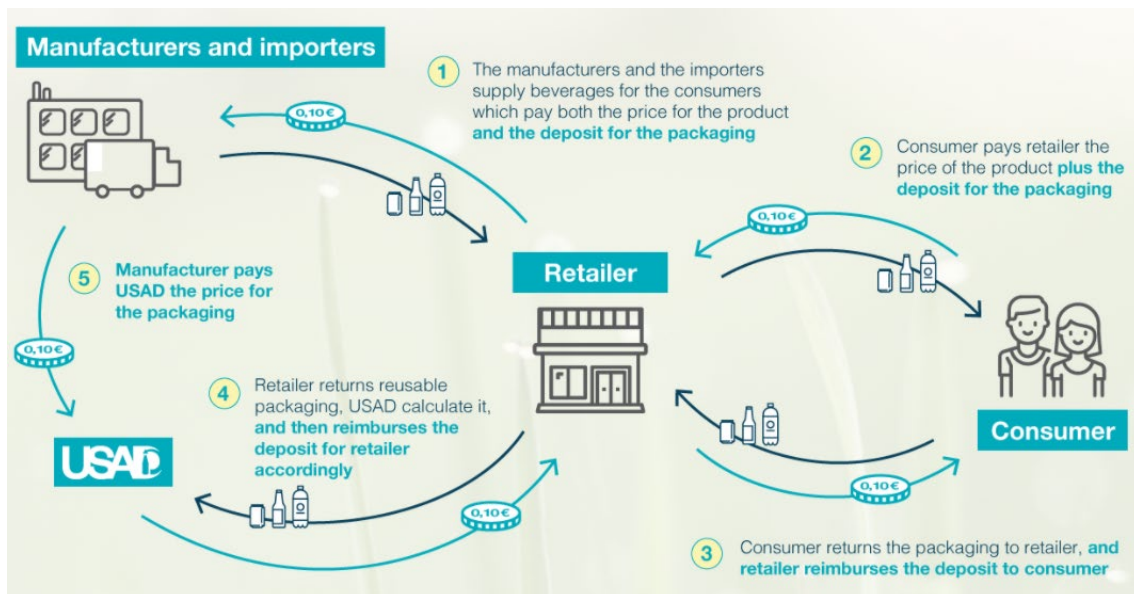 Manufacturers and importers
1
The manufacturers and the importers
supply beverages for the consumers
which pay both the price for the product
and the deposit for the packaging
0,10€
2
Consumer pays retailer the
price of the product plus the
deposit for the packaging
0,10€
5
Manufacturer pays
USAD the price for
the packaging
0,10€
Retailer
4
Retailer returns reusable
packaging, USAD calculate it,
and then reimburses the
deposit for retailer
accordingly
0,10€
USAD
Consumer
0,10€
3
Consumer returns the packaging to retailer, and
retailer reimburses the deposit to consumer